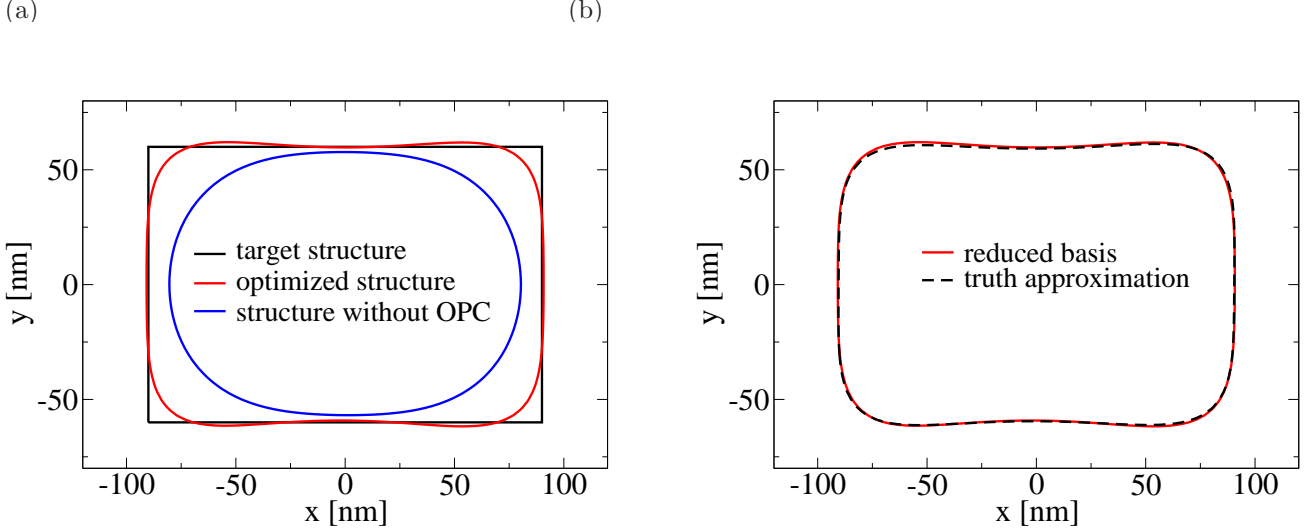 (a)
(b)
50
0
-50
y [nm]
target structure
optimized structure
structure without OPC
-100
-50
0
50
100
x [nm]
50
0
-50
y [nm]
reduced basis
truth approximation
-100
-50
0
50
100
x [nm]